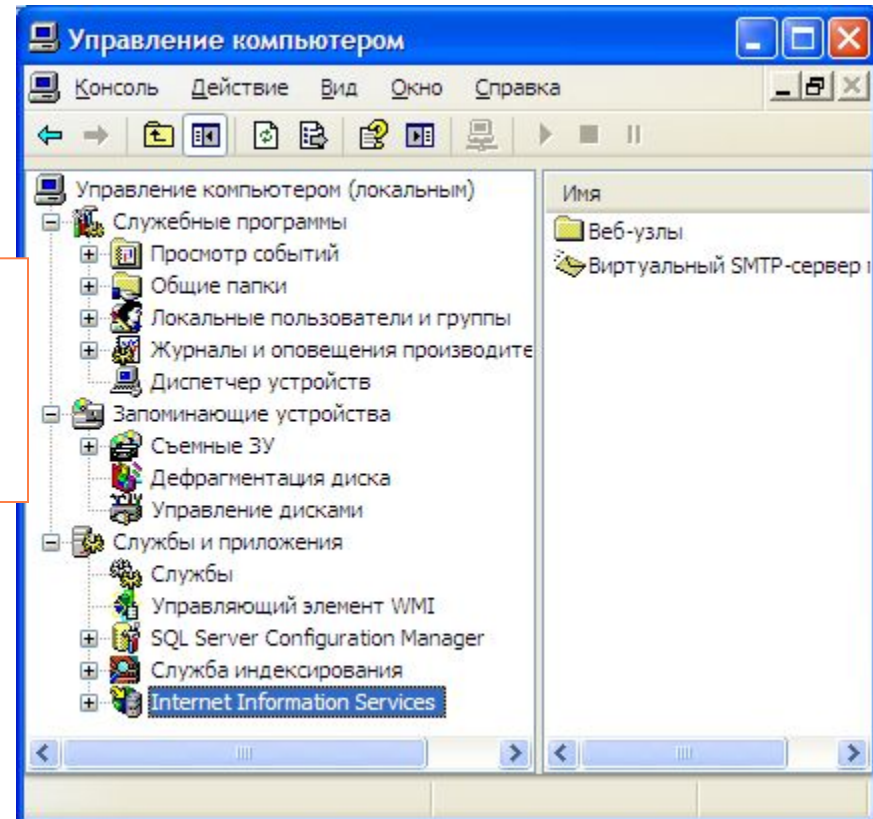 Управление компьютером
Консоль Действие Вид Окно Справка
Управление компьютером (локальным)
Служебные программы
Просмотр событий
Общие папки
Локальные пользователи и группы
Журналы и оповещения производите
Диспетчер устройств
Запоминающие устройства
Съемные ЗУ
Дефрагментация диска
Управление дисками
Службы и приложения
Службы
Управляющий элемент WMI
SQL Server Configuration Manager
Служба индексирования
Internet Information Services
Имя
Веб-узлы
Виртуальный SMTP-сервер